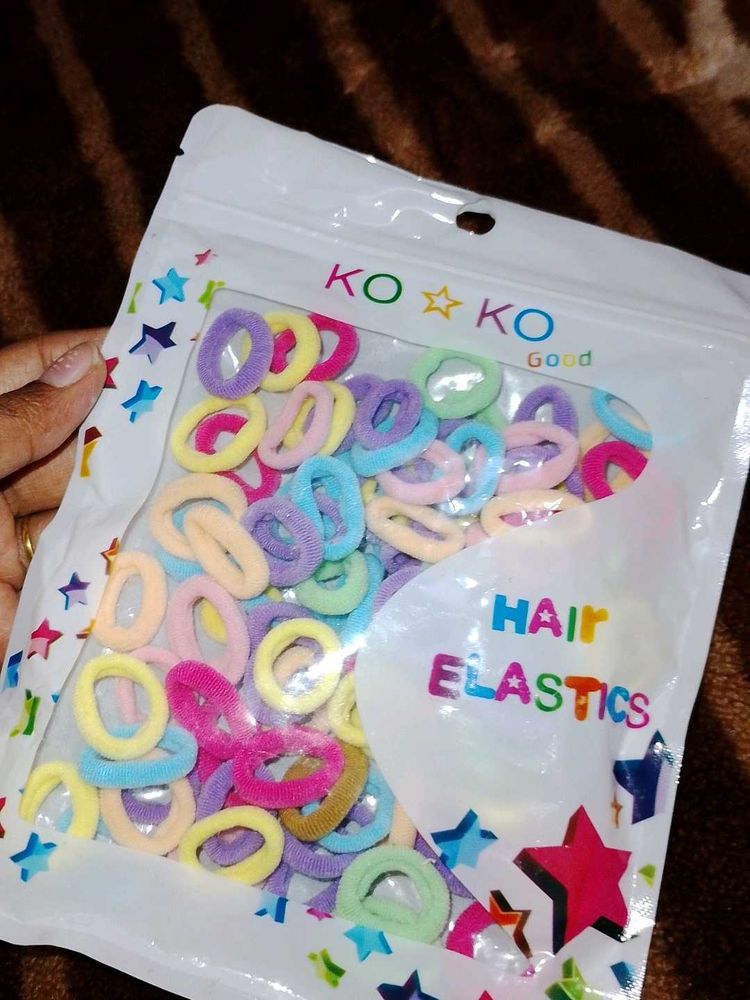 KO ☆ KO
Good
HAir
ELASTICS